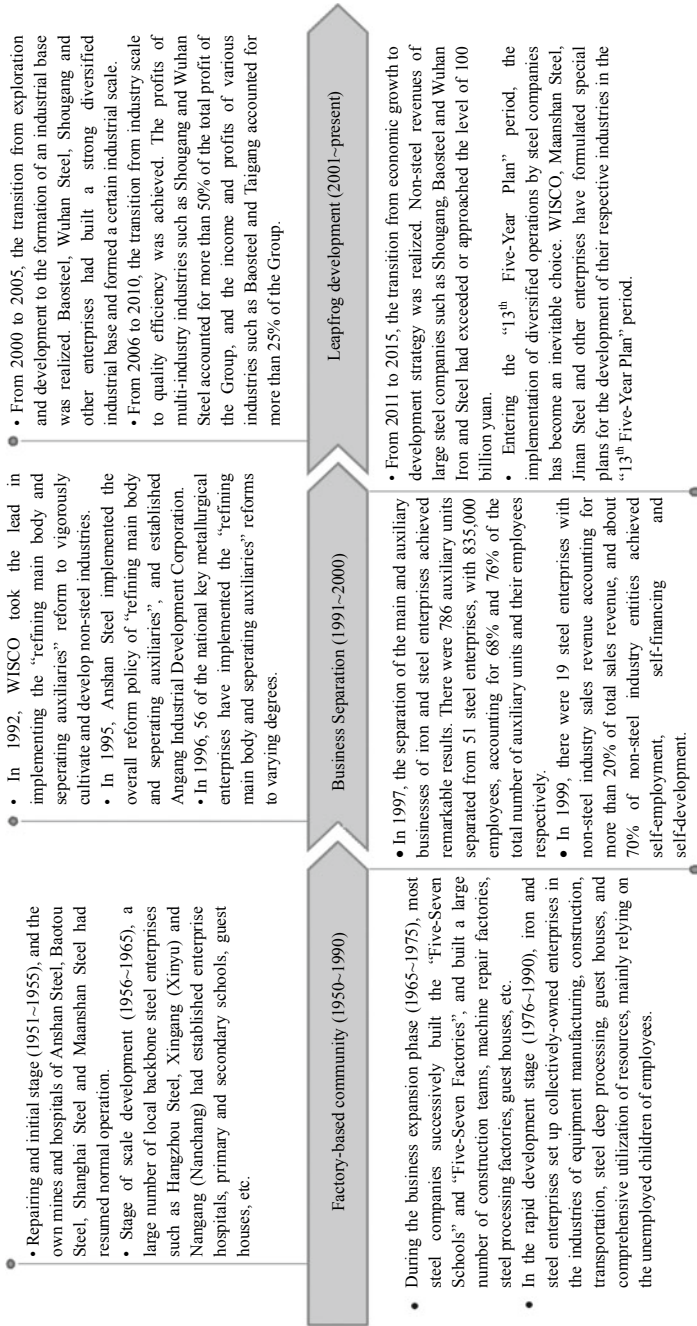 • Repairing and initial stage (1951~1955), and the
own mines and hospitals of Anshan Steel, Baotou
Steel, Shanghai Steel and Maanshan Steel had
resumed normal operation.
• Stage of scale development (1956~1965), a
large number of local backbone steel enterprises
such as Hangzhou Steel, Xingang (Xinyu) and
Nangang (Nanchang) had established enterprise
hospitals, primary and secondary schools, guest
houses, etc.
• In 1992, WISCO took the lead in
implementing the “refining main body and
seperating auxiliaries” reform to vigorously
cultivate and develop non-steel industries.
• In 1995, Anshan Steel implemented the
overall reform policy of “refining main body
and seperating auxiliaries”, and established
Angang Industrial Development Corporation.
• In 1996, 56 of the national key metallurgical
enterprises have implemented the “refining
main body and seperating auxiliaries” reforms
to varying degrees.
• From 2000 to 2005, the transition from exploration
and development to the formation of an industrial base
was realized. Baosteel, Wuhan Steel, Shougang and
other enterprises had built a strong diversified
industrial base and formed a certain industrial scale.
• From 2006 to 2010, the transition from industry scale
to quality efficiency was achieved. The profits of
multi-industry industries such as Shougang and Wuhan
Steel accounted for more than 50% of the total profit of
the Group, and the income and profits of various
industries such as Baosteel and Taigang accounted for
more than 25% of the Group.
Factory-based community (1950~1990)
Business Separation (1991~2000)
Leapfrog development (2001~present)
• During the business expansion phase (1965~1975), most
steel companies successively built the “Five-Seven
Schools” and “Five-Seven Factories”, and built a large
number of construction teams, machine repair factories,
steel processing factories, guest houses, etc.
• In the rapid development stage (1976~1990), iron and
steel enterprises set up collectively-owned enterprises in
the industries of equipment manufacturing, construction,
transportation, steel deep processing, guest houses, and
comprehensive utilization of resources, mainly relying on
the unemployed children of employees.
• In 1997, the separation of the main and auxiliary
businesses of iron and steel enterprises achieved
remarkable results. There were 786 auxiliary units
separated from 51 steel enterprises, with 835,000
employees, accounting for 68% and 76% of the
total number of auxiliary units and their employees
respectively.
• In 1999, there were 19 steel enterprises with
non-steel industry sales revenue accounting for
more than 20% of total sales revenue, and about
70% of non-steel industry entities achieved
self-employment, self-financing and
self-development.
• From 2011 to 2015, the transition from economic growth to
development strategy was realized. Non-steel revenues of
large steel companies such as Shougang, Baosteel and Wuhan
Iron and Steel had exceeded or approached the level of 100
billion yuan.
• Entering the “13th Five-Year Plan” period, the
implementation of diversified operations by steel companies
has become an inevitable choice. WISCO, Maanshan Steel,
Jinan Steel and other enterprises have formulated special
plans for the development of their respective industries in the
“13th Five-Year Plan” period.